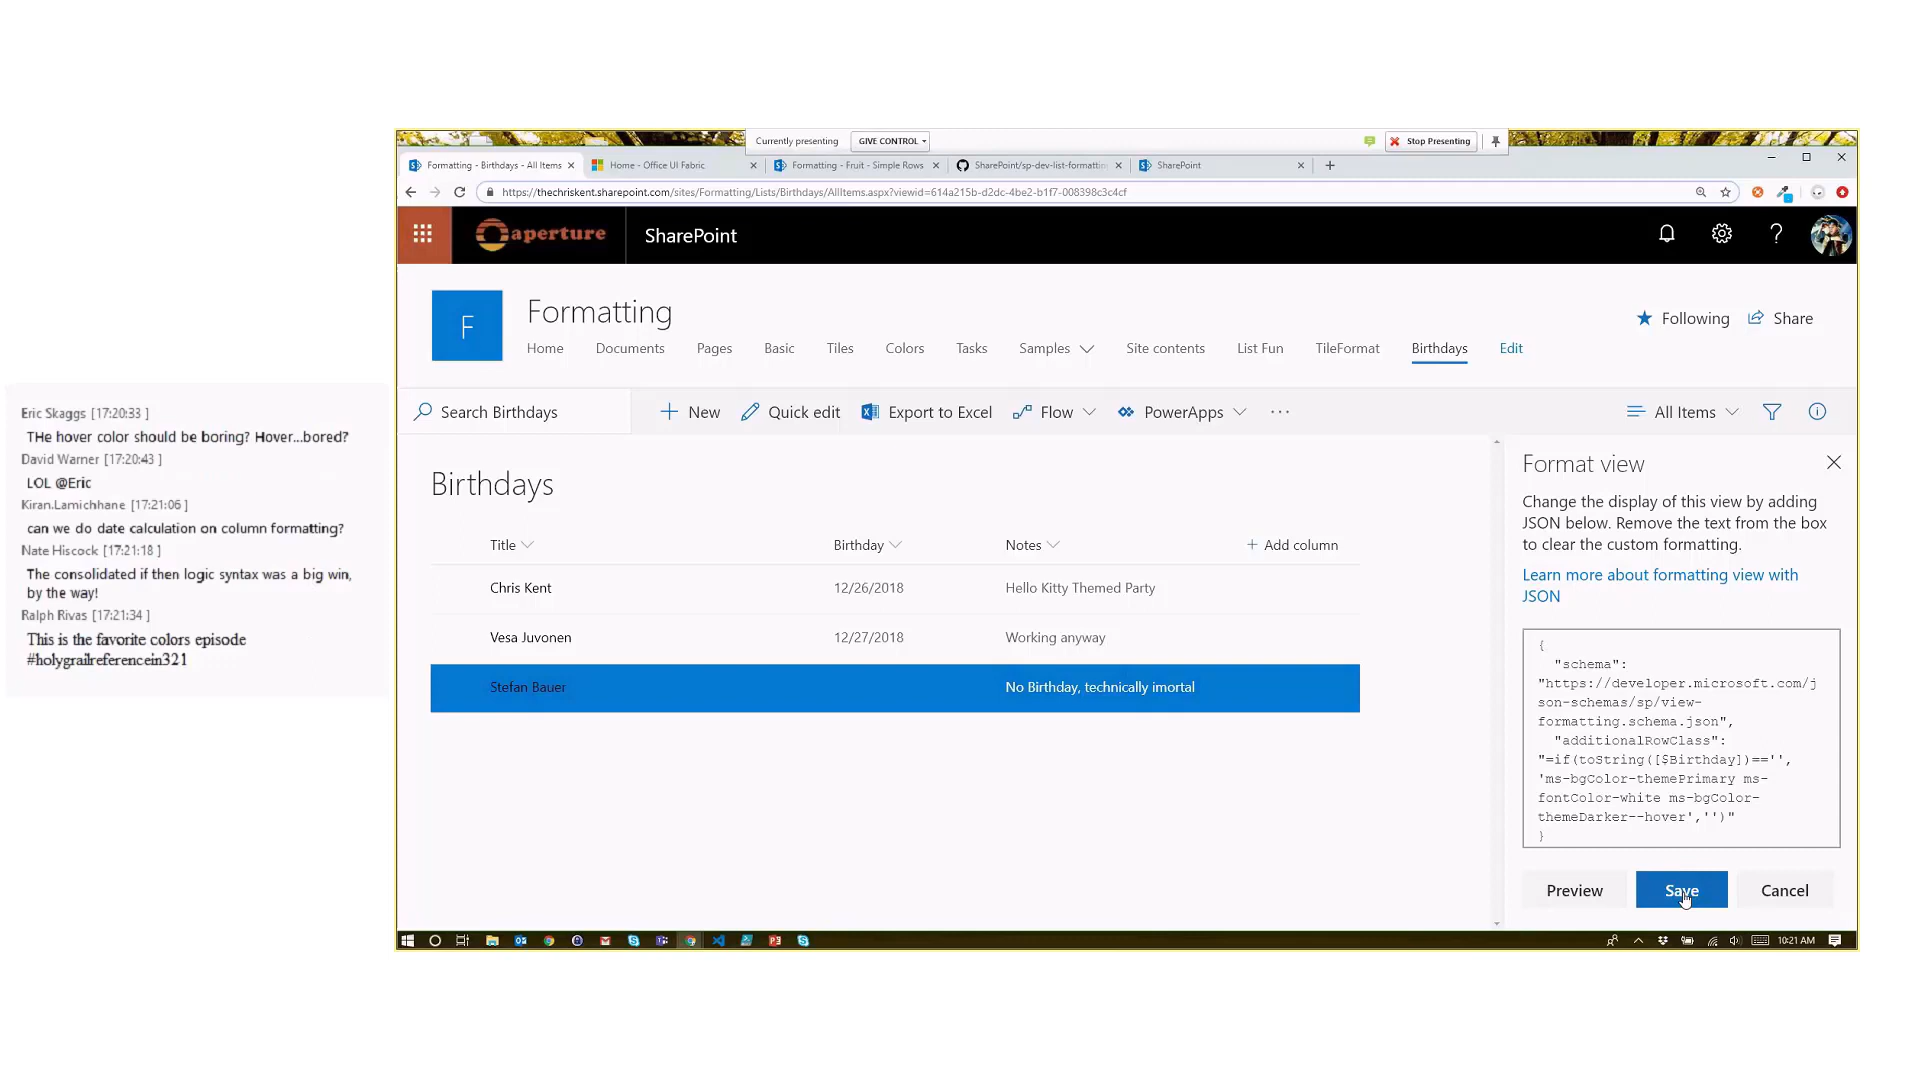 Currently presenting
GIVE CONTROL
Stop Presenting
Formatting - Birthdays - All Items
Home - Office UI Fabric
Formatting - Fruit - Simple Rows
SharePoint/sp-dev-list-formatting
SharePoint
https://thechriskent.sharepoint.com/sites/Formatting/Lists/Birthdays/AllItems.aspx?viewid=614a215b-d2dc-4be2-b1f7-008398c3c4cf
aperture
SharePoint
F
Formatting
Following
Share
Home
Documents
Pages
Basic
Tiles
Colors
Tasks
Samples
Site contents
List Fun
TileFormat
Birthdays
Edit
Search Birthdays
New
Quick edit
Export to Excel
Flow
PowerApps
All Items
Eric Skaggs [17:20:33 ]
THe hover color should be boring? Hover...bored?
David Warner [17:20:43 ]
LOL @Eric
Kiran.Lamichhane [17:21:06 ]
can we do date calculation on column formatting?
Nate Hiscock [17:21:18 ]
The consolidated if then logic syntax was a big win,
by the way!
Ralph Rivas [17:21:34 ]
This is the favorite colors episode
#holygrailreferencein321
Birthdays
Title
Birthday
Notes
Add column
Chris Kent
12/26/2018
Hello Kitty Themed Party
Vesa Juvonen
12/27/2018
Working anyway
Stefan Bauer
No Birthday, technically imortal
Format view
Change the display of this view by adding
JSON below. Remove the text from the box
to clear the custom formatting.
Learn more about formatting view with
JSON
{
"schema":
"https://developer.microsoft.com/j
son-schemas/sp/view-
formatting.schema.json",
"additionalRowClass":
"=if(toString([$Birthday])=='',
'ms-bgColor-themePrimary ms-
fontColor-white ms-bgColor-
themeDarker--hover','')"
}
Preview
Save
Cancel
10:21 AM